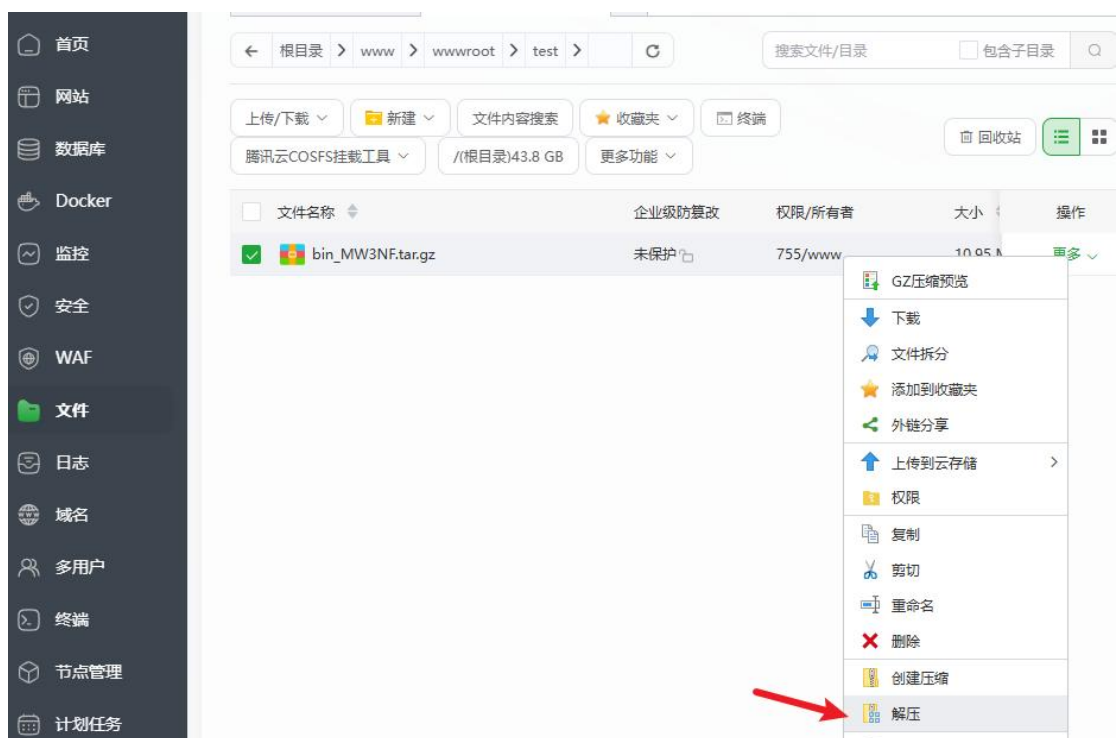 首页
网站
数据库
Docker
监控
安全
WAF
文件
日志
域名
多用户
终端
节点管理
计划任务
根目录 > www > wwwroot > test >
搜索文件/目录 包含子目录
上传/下载 新建 文件内容搜索 收藏夹 终端
腾讯云COSFS挂载工具 /(根目录)43.8 GB 更多功能
回收站
文件名称 企业级防篡改 权限/所有者 大小 操作
bin_MW3NF.tar.gz 未保护 755/www 10.95 更多
GZ压缩预览
下载
文件拆分
添加到收藏夹
外链分享
上传到云存储
权限
复制
剪切
重命名
删除
创建压缩
解压